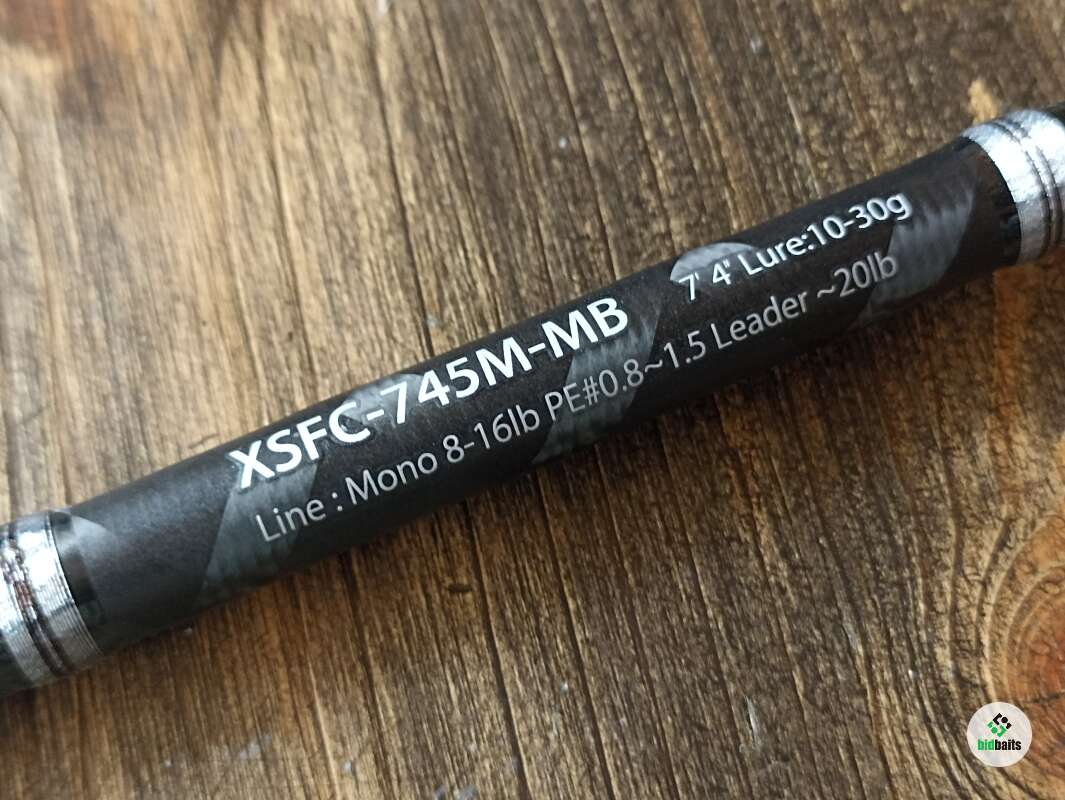 XSFC-745M-MB
7' 4" Lure:10-30g
Line : Mono 8-16lb PE#0.8~1.5 Leader ~20lb
bidbaits